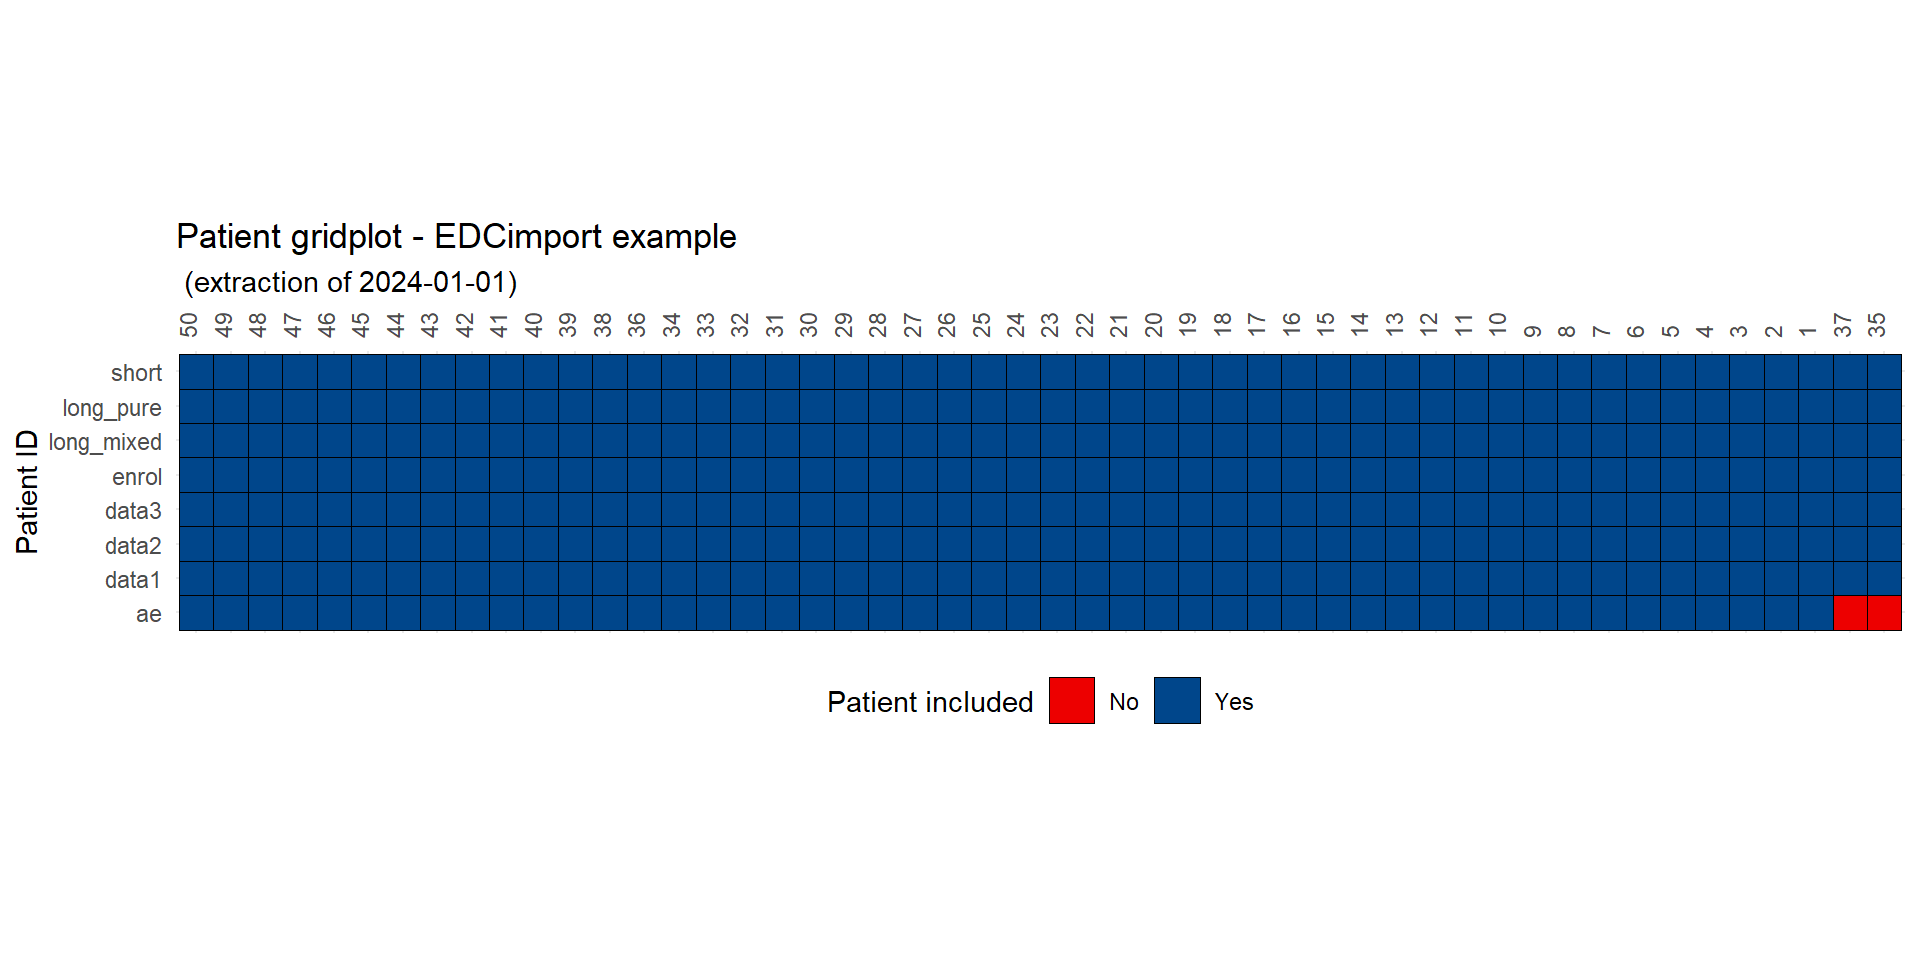 Patient gridplot - EDCimport example
(extraction of 2024-01-01)
50 49 48 47 46 45 44 43 42 41 40 39 38 36 34 33 32 31 30 29 28 27 26 25 24 23 22 21 20 19 18 17 16 15 14 13 12 11 10 9 8 7 6 5 4 3 2 1 37 35
Patient ID
short
long_pure
long_mixed
enrol
data3
data2
data1
ae
Patient included No Yes